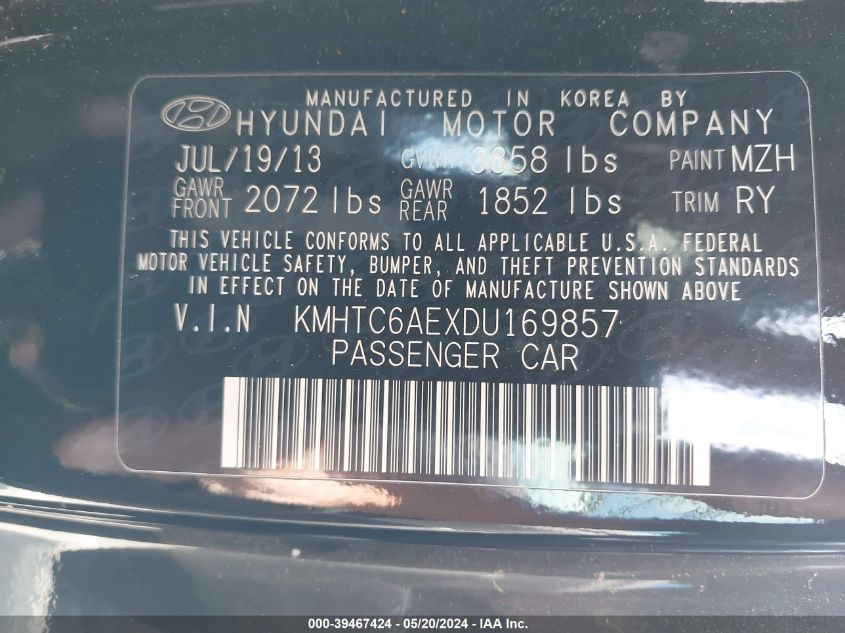 MANUFACTURED IN KOREA BY
HYUNDAI MOTOR COMPANY
JUL/19/13 GVWR 3858 lbs PAINT MZH
GAWR FRONT 2072 lbs GAWR REAR 1852 lbs TRIM RY
THIS VEHICLE CONFORMS TO ALL APPLICABLE U.S.A. FEDERAL
MOTOR VEHICLE SAFETY, BUMPER, AND THEFT PREVENTION STANDARDS
IN EFFECT ON THE DATE OF MANUFACTURE SHOWN ABOVE
V.I.N KMHTC6AEXDU169857
PASSENGER CAR
000-39467424 - 05/20/2024 - IAA Inc.